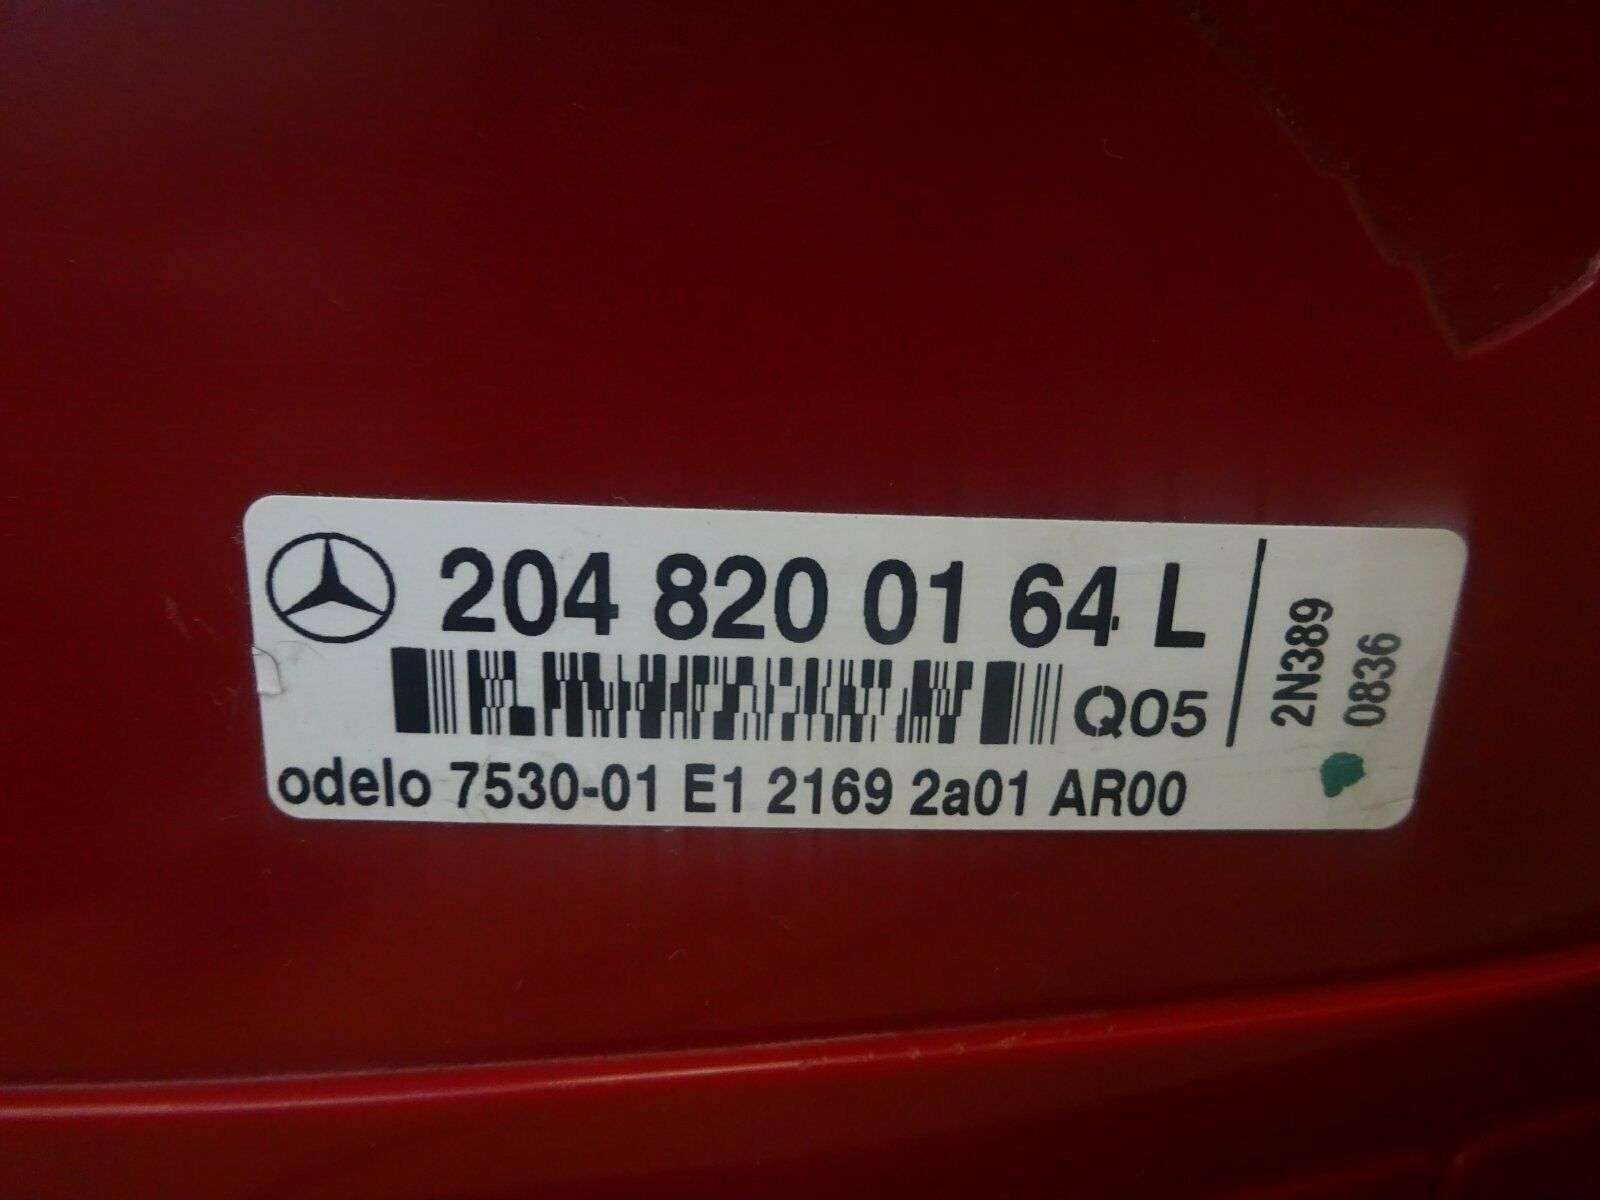 204 820 01 64 L
Q05
odelo 7530-01 E1 2169 2a01 AR00
2N389
0836